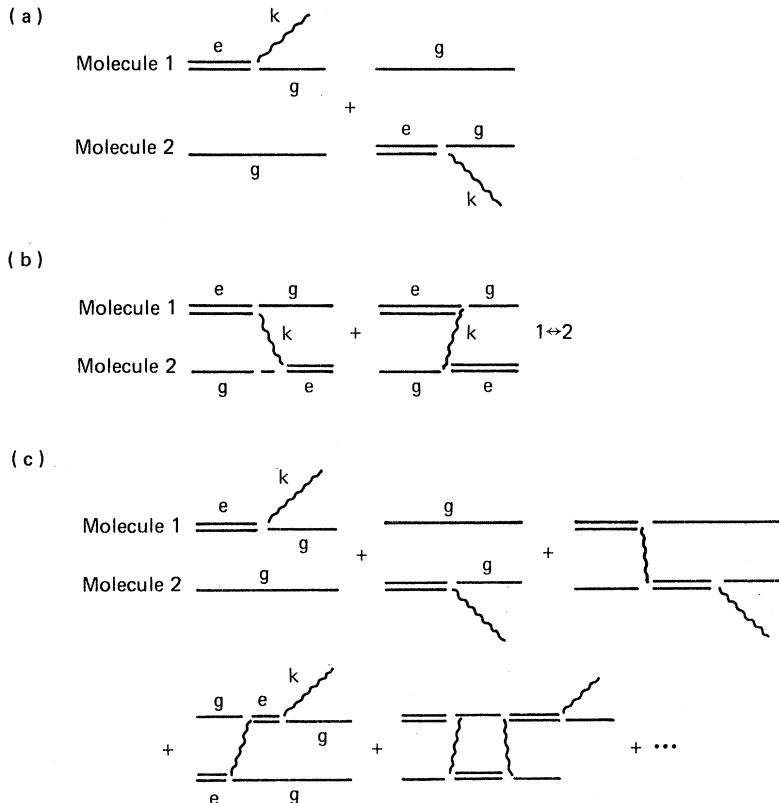 (a)
k
e
Molecule 1
g
g
+
e g
Molecule 2
g
k
(b)
e g e g
Molecule 1
k + k 1↔2
Molecule 2
g e g e
(c)
k
e g
Molecule 1
g
+ +
g g
Molecule 2
k
g e
g
+ + + ···
e g